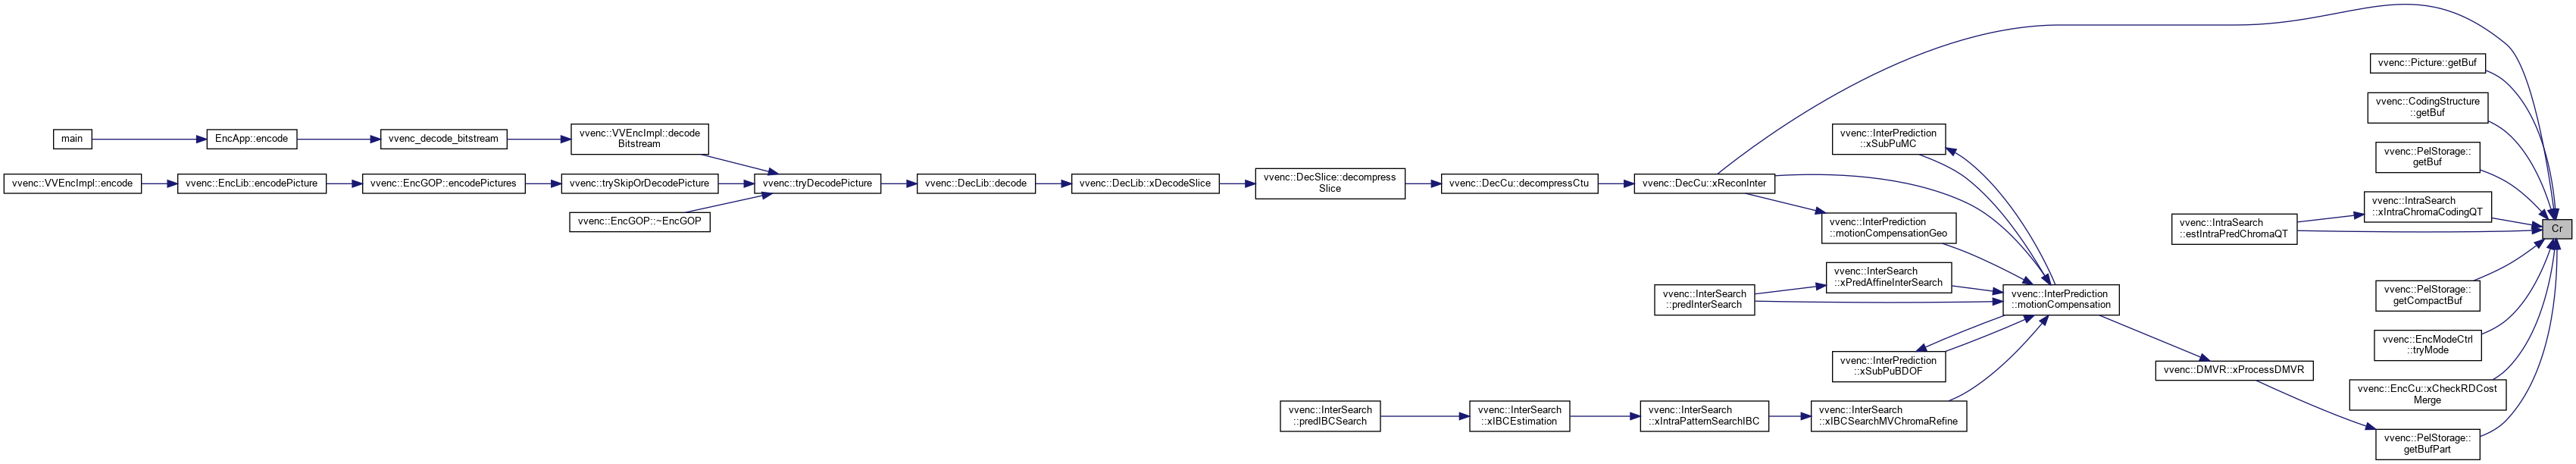 main
EncApp::encode
vvenc_decode_bitstream
vvenc::VVEncImpl::decode
Bitstream
vvenc::VVEncImpl::encode
vvenc::EncLib::encodePicture
vvenc::EncGOP::encodePictures
vvenc::trySkipOrDecodePicture
vvenc::EncGOP::~EncGOP
vvenc::tryDecodePicture
vvenc::DecLib::decode
vvenc::DecLib::xDecodeSlice
vvenc::DecSlice::decompress
Slice
vvenc::DecCu::decompressCtu
vvenc::DecCu::xReconInter
vvenc::InterPrediction
::xSubPuMC
vvenc::InterPrediction
::motionCompensationGeo
vvenc::InterSearch
::xPredAffineInterSearch
vvenc::InterSearch
::predInterSearch
vvenc::InterPrediction
::motionCompensation
vvenc::InterPrediction
::xSubPuBDOF
vvenc::InterSearch
::predIBCSearch
vvenc::InterSearch
::xIBCEstimation
vvenc::InterSearch
::xIntraPatternSearchIBC
vvenc::InterSearch
::xIBCSearchMVChromaRefine
vvenc::DMVR::xProcessDMVR
vvenc::Picture::getBuf
vvenc::CodingStructure
::getBuf
vvenc::PelStorage::
getBuf
vvenc::IntraSearch
::xIntraChromaCodingQT
vvenc::IntraSearch
::estIntraPredChromaQT
Cr
vvenc::PelStorage::
getCompactBuf
vvenc::EncModeCtrl
::tryMode
vvenc::EncCu::xCheckRDCost
Merge
vvenc::PelStorage::
getBufPart